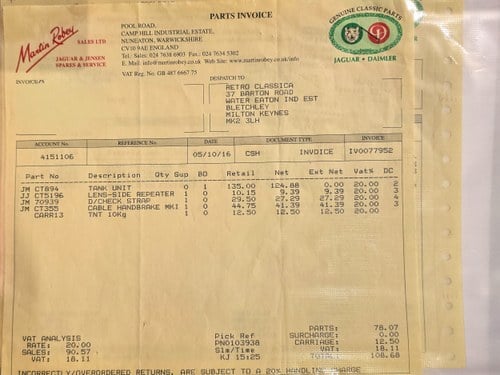 PARTS INVOICE
Martin Robey
SALES LTD
JAGUAR & JENSEN
SPARES & SERVICE
POOL ROAD,
CAMP HILL INDUSTRIAL ESTATE,
NUNEATON, WARWICKSHIRE
CV10 9AE ENGLAND
Tel.: Sales 024 7638 6903 Fax.: 024 7634 5302
E Mail: info@martinrobey.co.uk Web Site: www.martinrobey.co.uk
VAT Reg. No. GB 487 6667 75
GENUINE CLASSIC PARTS
JAGUAR • DAIMLER
INVOICE TO
DESPATCH TO
RETRO CLASSICA
37 BARTON ROAD
WATER EATON IND EST
BLETCHLEY
MILTON KEYNES
MK2 3LH
ACCOUNT No. REFERENCE No. DATE DOCUMENT TYPE INVOICE
4151106 05/10/16 CSH INVOICE IV0077952
Part No Description Qty Sup BO Retail Net Ext Net Vat% DC
JM CT894 TANK UNIT 0 1 135.00 124.88 0.00 20.00 2
JJ CT5196 LENS-SIDE REPEATER 1 0 10.15 9.39 9.39 20.00 3
JM 70939 D/CHECK STRAP 1 0 29.50 27.29 27.29 20.00 4
JM CT355 CABLE HANDBRAKE MKI 1 0 44.75 41.39 41.39 20.00 3
CARR13 TNT 10Kg 12.50 12.50 12.50 20.00
VAT ANALYSIS
RATE: 20.00
SALES: 90.57
VAT: 18.11
Pick Ref
PN0103938
Slm/Time
KJ 15:25
PARTS: 78.07
SURCHARGE: 0.00
CARRIAGE: 12.50
VAT: 18.11
TOTAL: 108.68
INCORRECTLY/OVERORDERED RETURNS, ARE SUBJECT TO A 20% HANDLING CHARGE